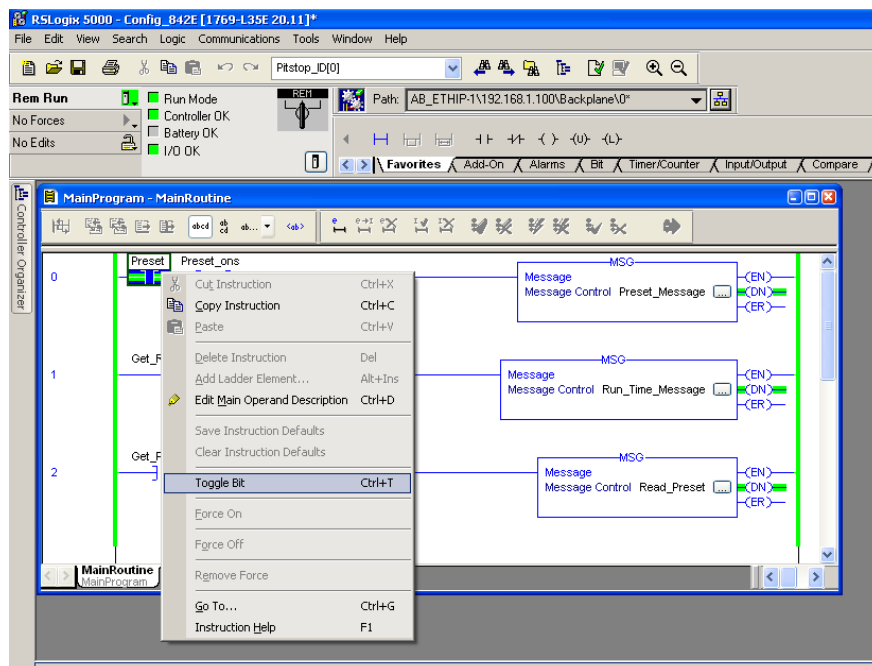 RSLogix 5000 - Config_842E [1769-L35E 20.11]*
File Edit View Search Logic Communications Tools Window Help
Pitstop_ID[0]
Rem Run
No Forces
No Edits
Run Mode
Controller OK
Battery OK
I/O OK
REM
Path: AB_ETHIP-1\192.168.1.100\Backplane\0*
Favorites Add-On Alarms Bit Timer/Counter Input/Output Compare
Controller Organizer
MainProgram - MainRoutine
abcd ab cd ab... <ab>
0
Preset Preset_ons
MSG
Message
Message Control Preset_Message ...
(EN)
(DN)
(ER)
1
MSG
Message
Message Control Run_Time_Message ...
(EN)
(DN)
(ER)
2
MSG
Message
Message Control Read_Preset ...
(EN)
(DN)
(ER)
Cut Instruction Ctrl+X
Copy Instruction Ctrl+C
Paste Ctrl+V
Delete Instruction Del
Add Ladder Element... Alt+Ins
Edit Main Operand Description Ctrl+D
Save Instruction Defaults
Clear Instruction Defaults
Toggle Bit Ctrl+T
Force On
Force Off
Remove Force
Go To... Ctrl+G
Instruction Help F1
MainRoutine
MainProgram